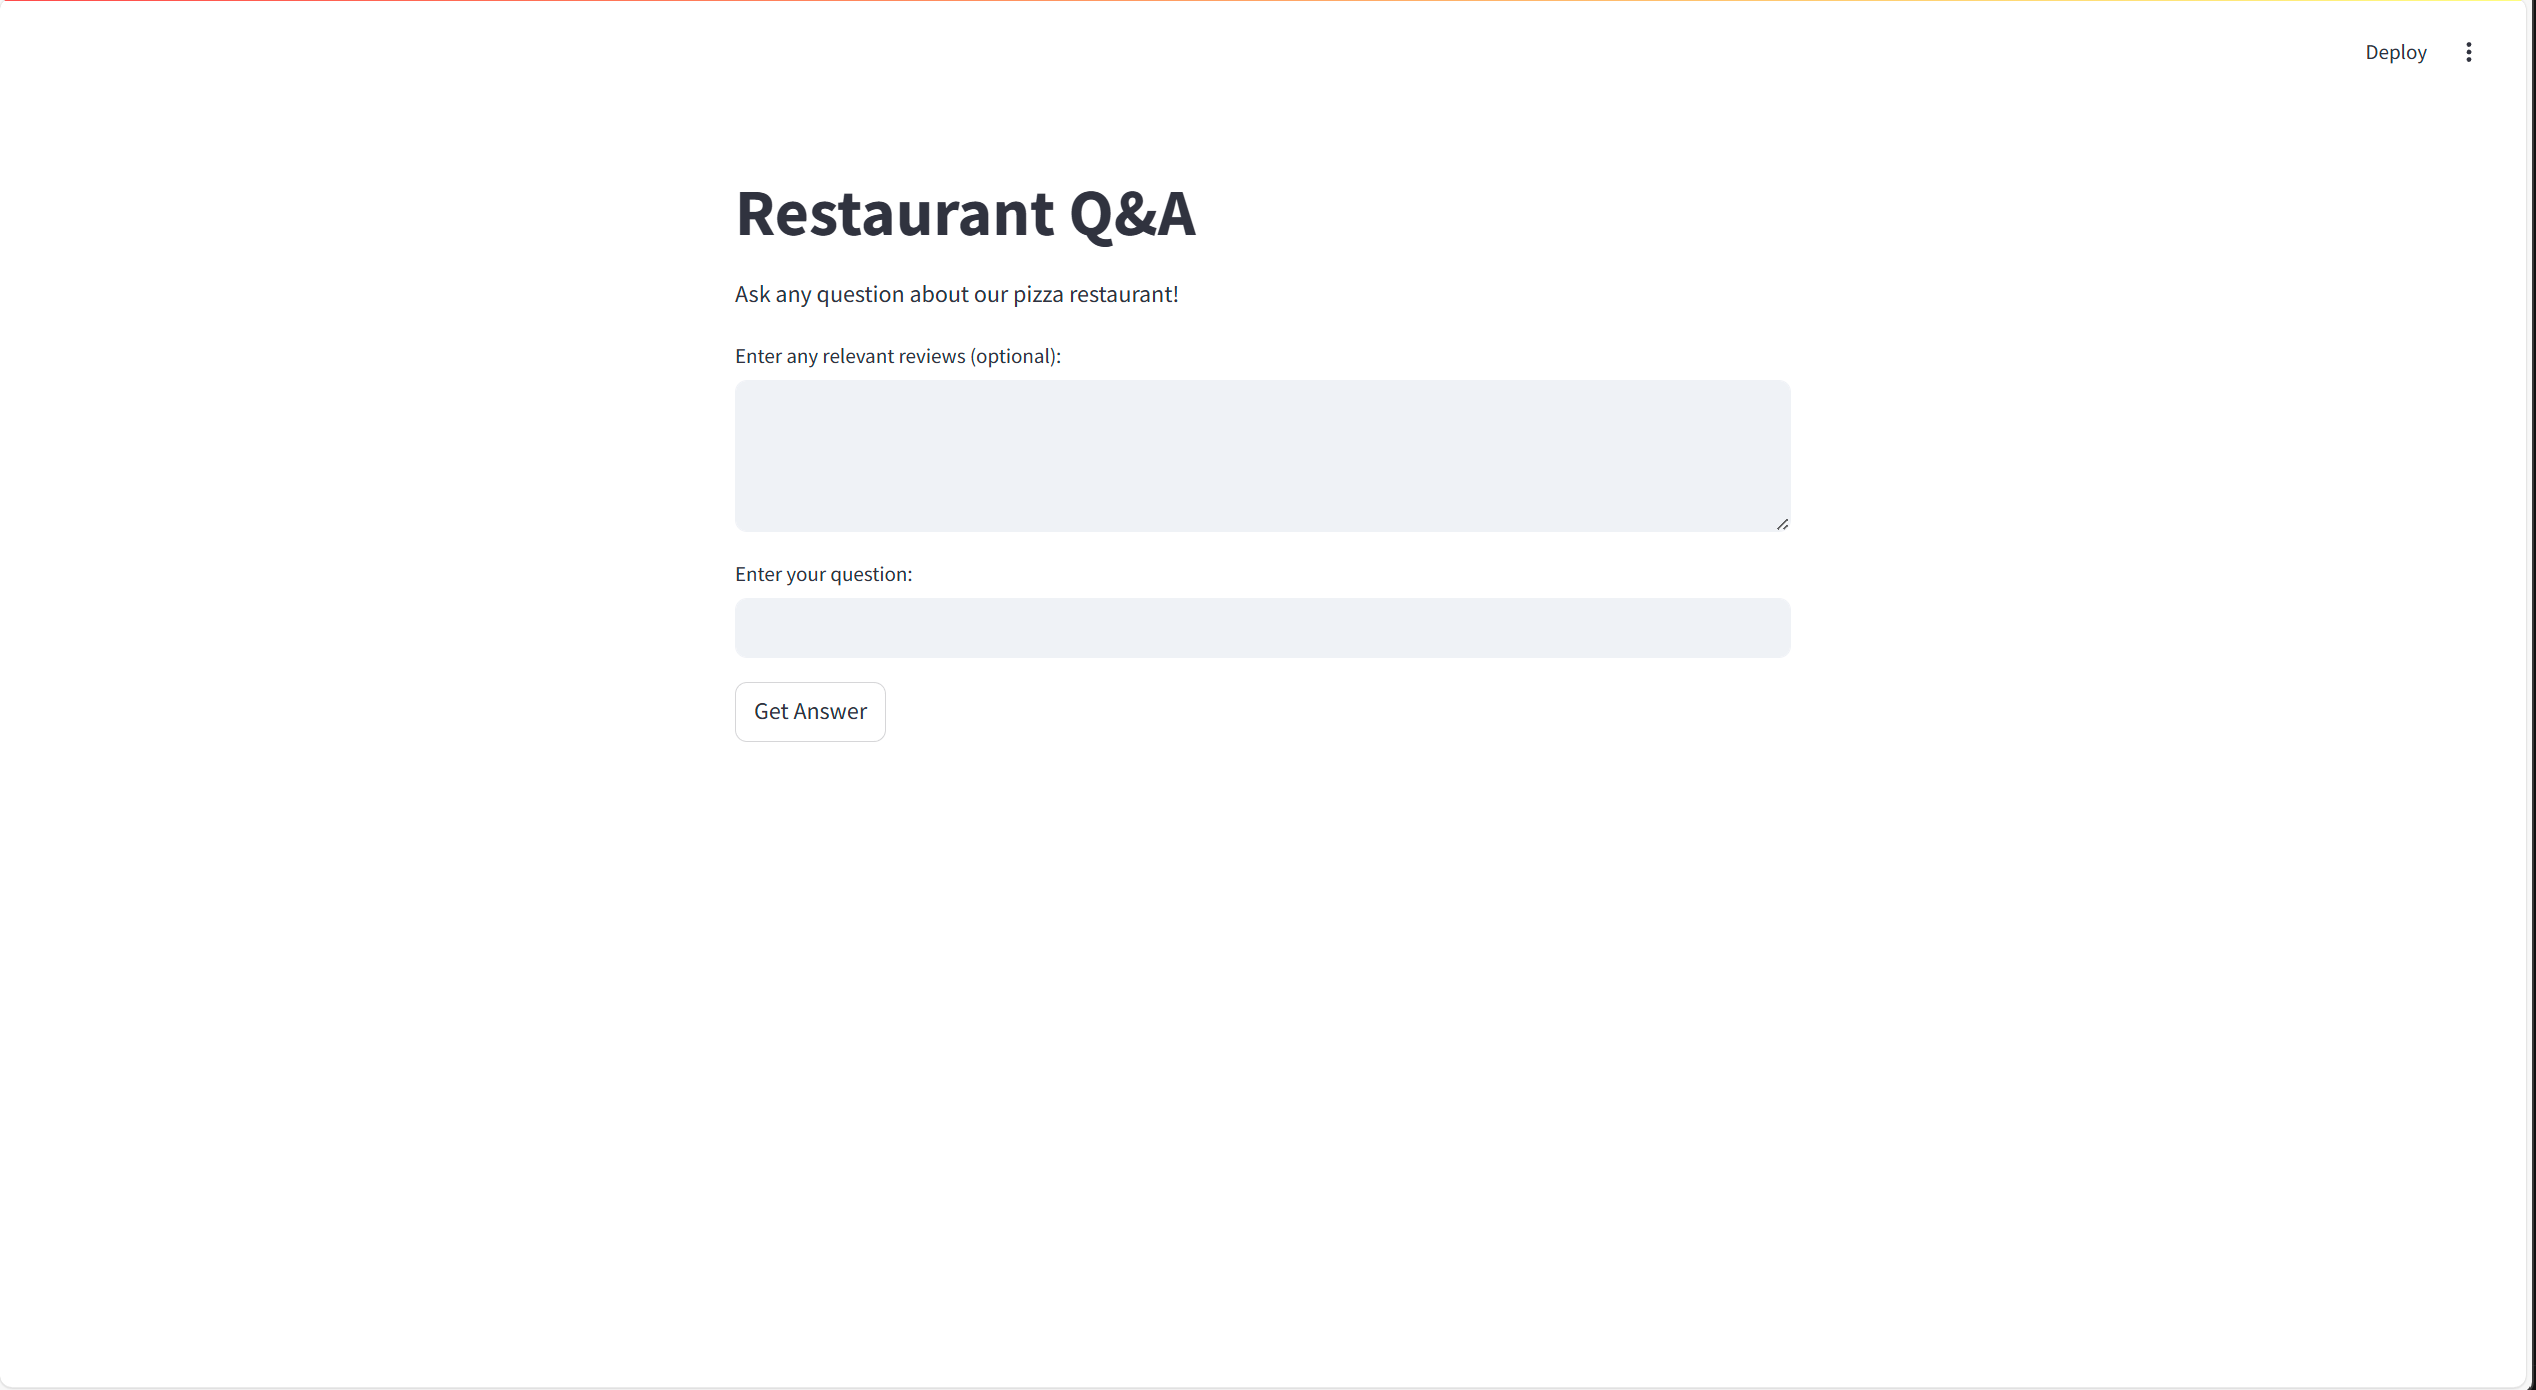 Deploy
Restaurant Q&A
Ask any question about our pizza restaurant!
Enter any relevant reviews (optional):
Enter your question:
Get Answer